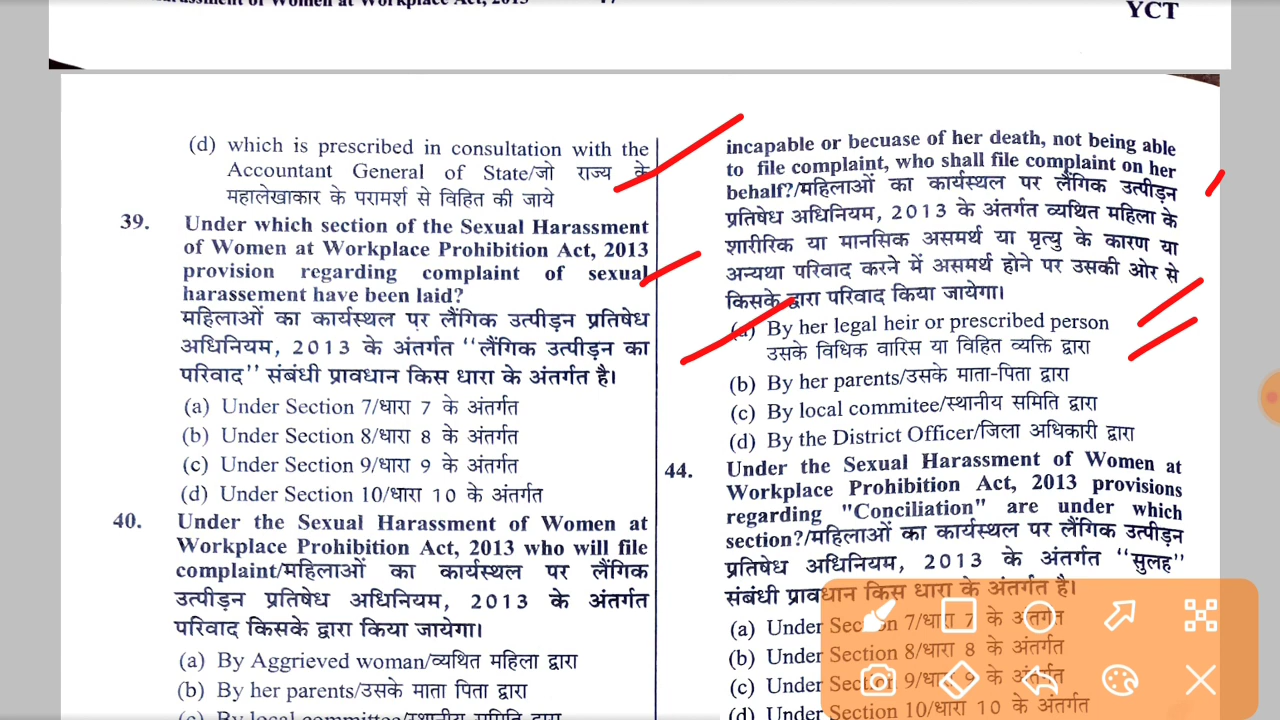 YCT
(d) which is prescribed in consultation with the
Accountant General of State/जो राज्य के
महालेखाकार के परामर्श से विहित की जाये
39. Under which section of the Sexual Harassment
of Women at Workplace Prohibition Act, 2013
provision regarding complaint of sexual
harassement have been laid?
महिलाओं का कार्यस्थल पर लैंगिक उत्पीड़न प्रतिषेध
अधिनियम, 2013 के अंतर्गत “लैंगिक उत्पीड़न का
परिवाद” संबंधी प्रावधान किस धारा के अंतर्गत है।
(a) Under Section 7/धारा 7 के अंतर्गत
(b) Under Section 8/धारा 8 के अंतर्गत
(c) Under Section 9/धारा 9 के अंतर्गत
(d) Under Section 10/धारा 10 के अंतर्गत
40. Under the Sexual Harassment of Women at
Workplace Prohibition Act, 2013 who will file
complaint/महिलाओं का कार्यस्थल पर लैंगिक
उत्पीड़न प्रतिषेध अधिनियम, 2013 के अंतर्गत
परिवाद किसके द्वारा किया जायेगा।
(a) By Aggrieved woman/व्यथित महिला द्वारा
(b) By her parents/उसके माता पिता द्वारा
incapable or becuase of her death, not being able
to file complaint, who shall file complaint on her
behalf?/महिलाओं का कार्यस्थल पर लैंगिक उत्पीड़न
प्रतिषेध अधिनियम, 2013 के अंतर्गत व्यथित महिला के
शारीरिक या मानसिक असमर्थ या मृत्यु के कारण या
अन्यथा परिवाद करने में असमर्थ होने पर उसकी ओर से
किसके द्वारा परिवाद किया जायेगा।
(a) By her legal heir or prescribed person
उसके विधिक वारिस या विहित व्यक्ति द्वारा
(b) By her parents/उसके माता-पिता द्वारा
(c) By local commitee/स्थानीय समिति द्वारा
(d) By the District Officer/जिला अधिकारी द्वारा
44. Under the Sexual Harassment of Women at
Workplace Prohibition Act, 2013 provisions
regarding "Conciliation" are under which
section?/महिलाओं का कार्यस्थल पर लैंगिक उत्पीड़न
प्रतिषेध अधिनियम, 2013 के अंतर्गत “सुलह”
संबंधी प्रावधान किस धारा के अंतर्गत है।
(a) Under Section 7/धारा 7 के अंतर्गत
(b) Under Section 8/धारा 8 के अंतर्गत
(c) Under Section 9/धारा 9 के अंतर्गत
(d) Under Section 10/धारा 10 के अंतर्गत